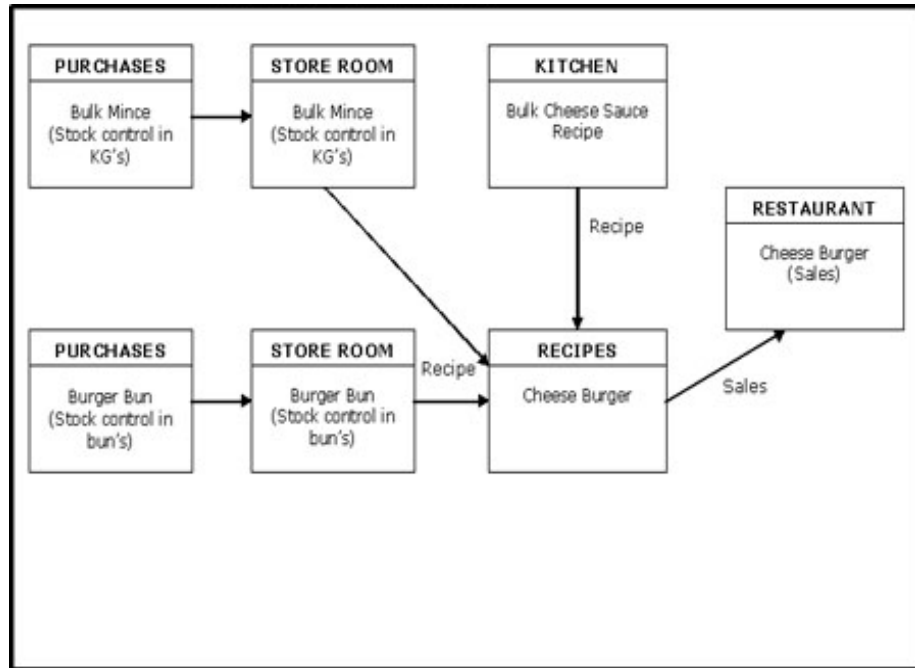 PURCHASES
Bulk Mince
(Stock control in
KG's)
STORE ROOM
Bulk Mince
(Stock control in
KG's)
KITCHEN
Bulk Cheese Sauce
Recipe
Recipe
RESTAURANT
Cheese Burger
(Sales)
PURCHASES
Burger Bun
(Stock control in
bun's)
STORE ROOM
Burger Bun
(Stock control in
bun's)
Recipe
RECIPES
Cheese Burger
Sales